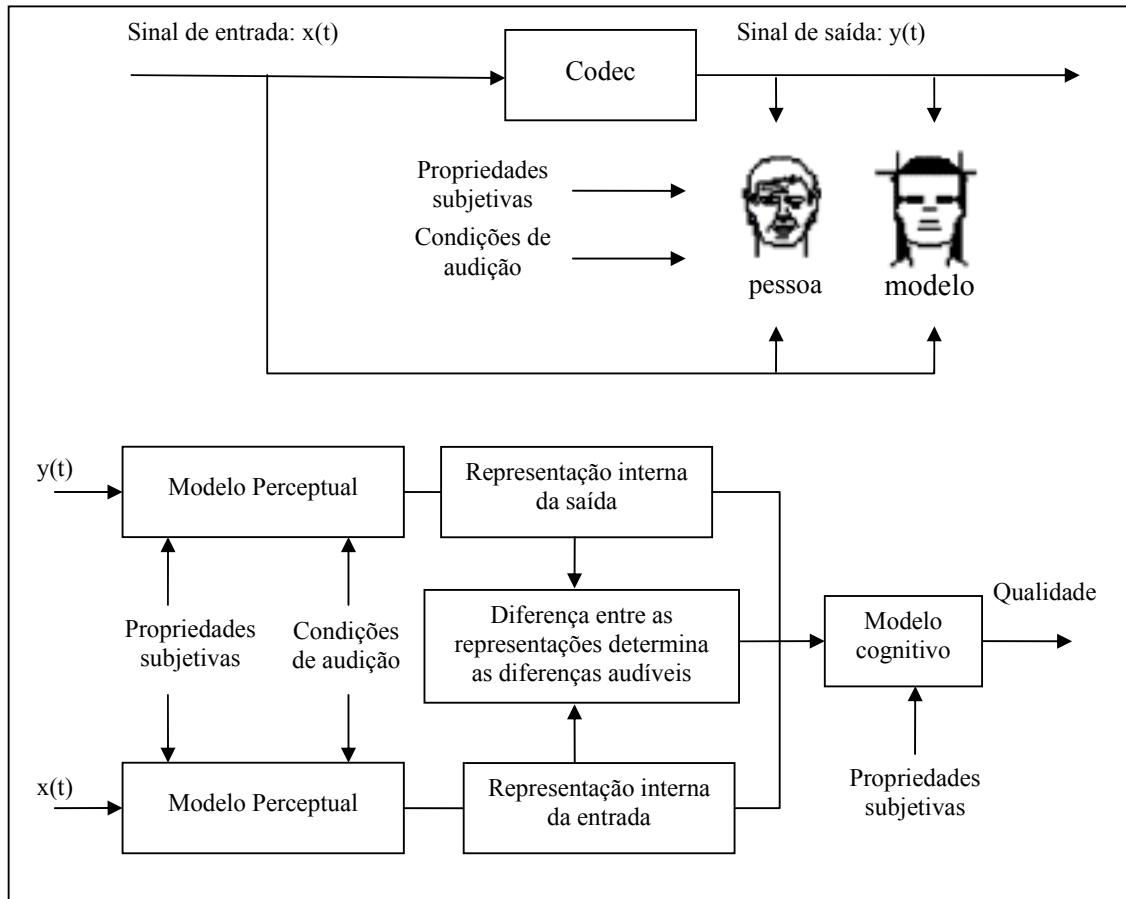 Sinal de entrada: x(t)
Sinal de saída: y(t)
Codec
Propriedades
subjetivas
Condições de
audição
pessoa
modelo
y(t)
Modelo Perceptual
Representação interna
da saída
Propriedades
subjetivas
Condições
de audição
Diferença entre as
representações determina
as diferenças audíveis
Modelo
cognitivo
Qualidade
x(t)
Modelo Perceptual
Representação interna
da entrada
Propriedades
subjetivas